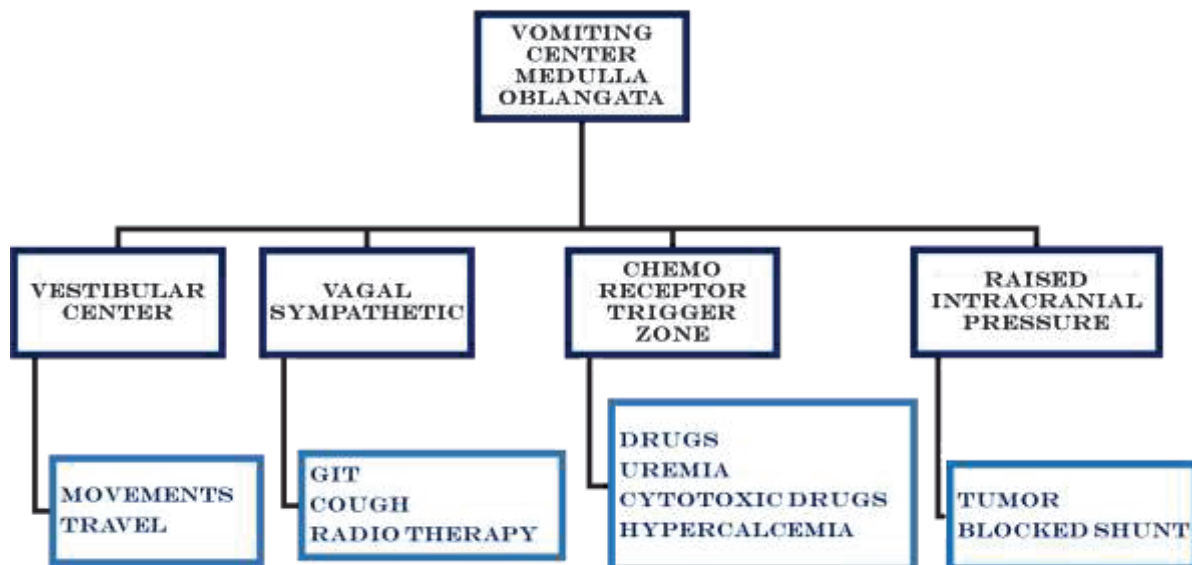 VOMITING
CENTER
MEDULLA
OBLANGATA
VESTIBULAR
CENTER
VAGAL
SYMPATHETIC
CHEMO
RECEPTOR
TRIGGER
ZONE
RAISED
INTRACRANIAL
PRESSURE
MOVEMENTS
TRAVEL
GIT
COUGH
RADIO THERAPY
DRUGS
UREMIA
CYTOTOXIC DRUGS
HYPERCALCEMIA
TUMOR
BLOCKED SHUNT